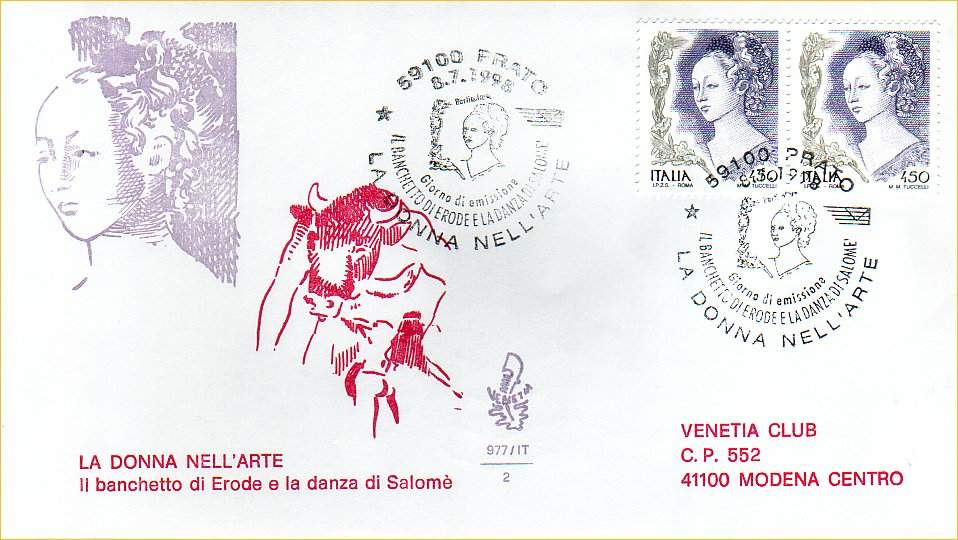 59100 PRATO
8.7.1998
Particolare
Giorno di emissione
IL BANCHETTO DI ERODE E LA DANZA DI SALOME'
LA DONNA NELL'ARTE
ITALIA 450
I.P.Z.S. - ROMA M.M. TUCCELLI
ITALIA 450
I.P.Z.S. - ROMA M.M. TUCCELLI
59100 PRATO
Giorno di emissione
IL BANCHETTO DI ERODE E LA DANZA DI SALOME'
LA DONNA NELL'ARTE
VENETIA
977/IT
2
LA DONNA NELL'ARTE
Il banchetto di Erode e la danza di Salomè
VENETIA CLUB
C.P. 552
41100 MODENA CENTRO